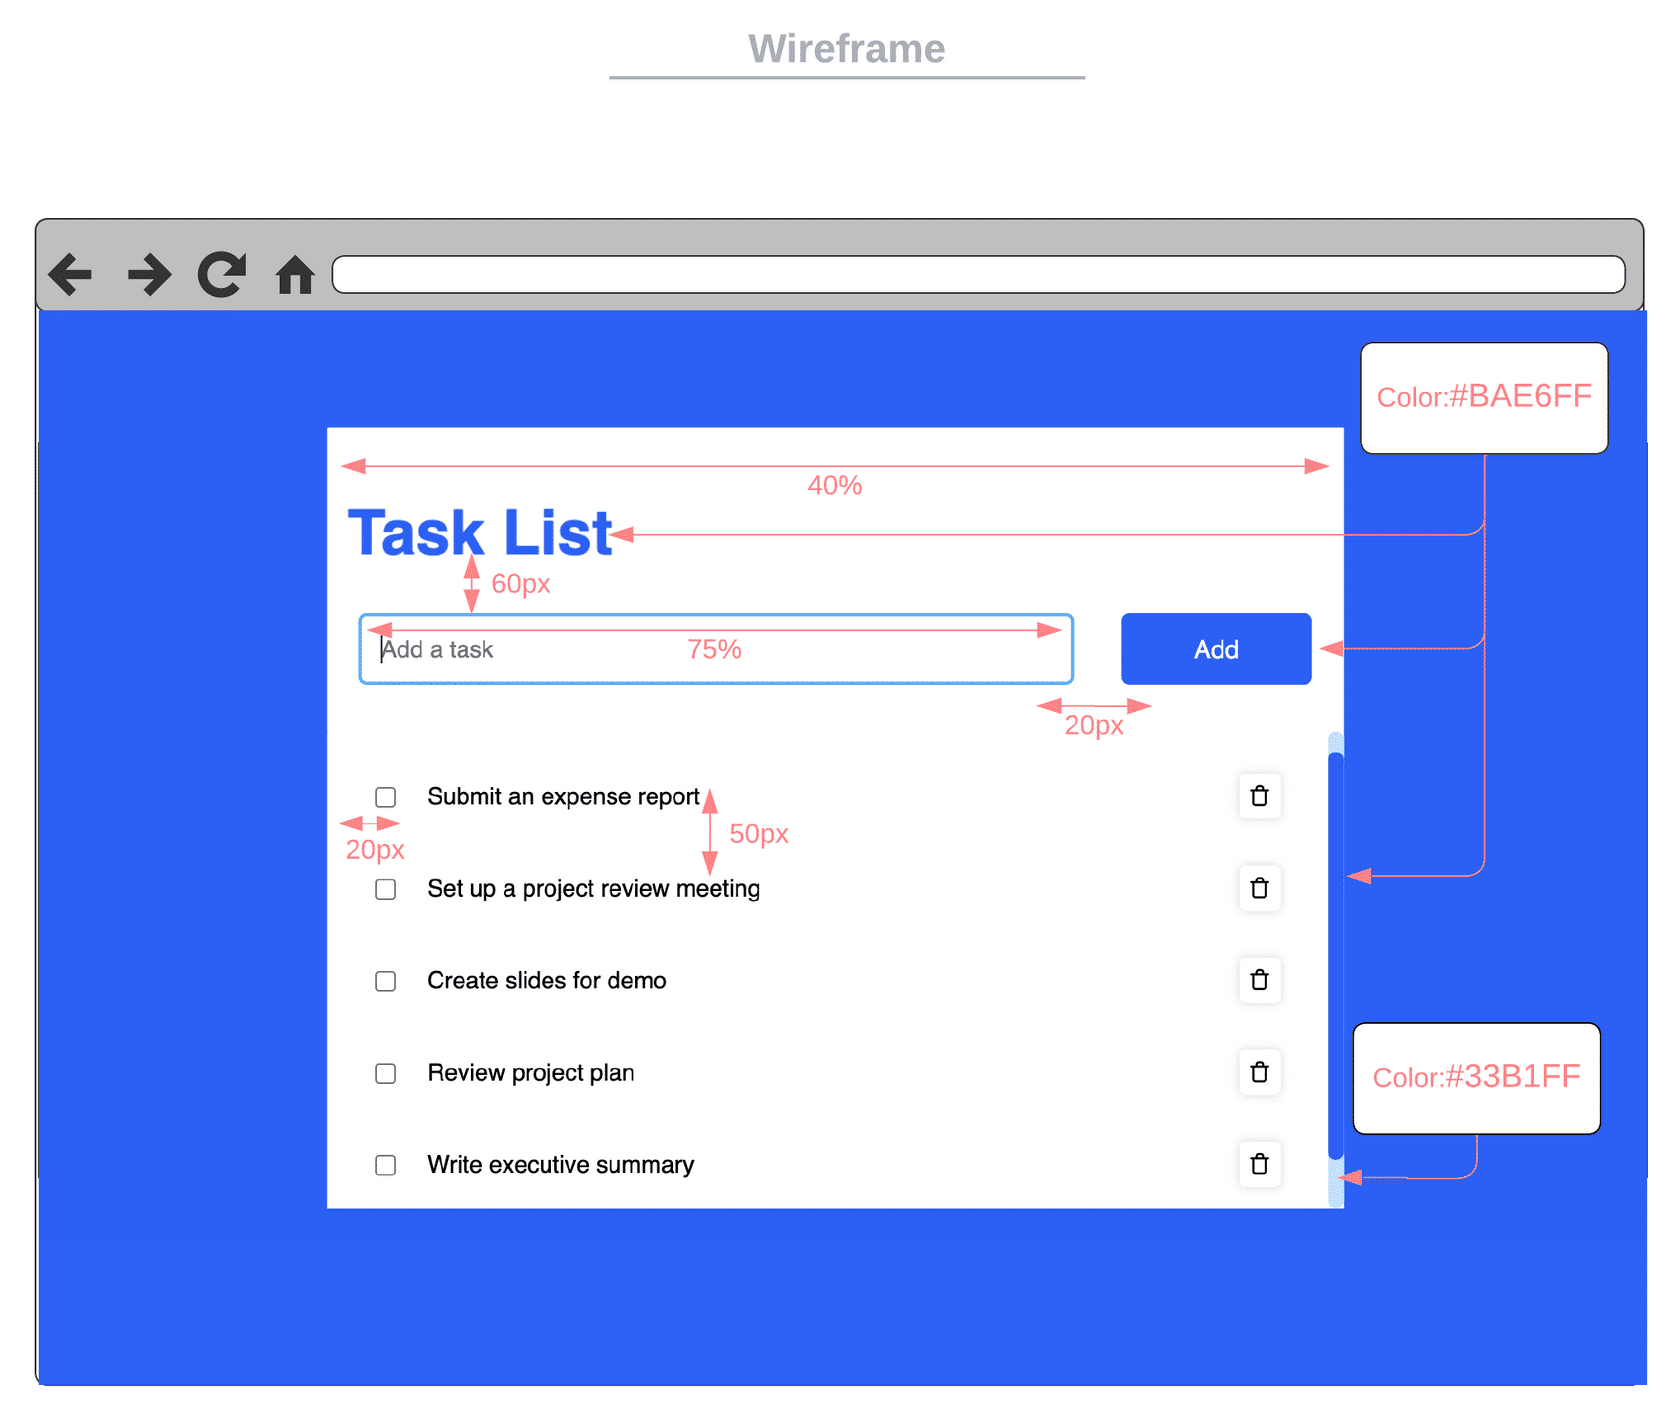 Wireframe
Color:#BAE6FF
40%
Task List
60px
Add a task
75%
Add
20px
Submit an expense report
20px
50px
Set up a project review meeting
Create slides for demo
Review project plan
Color:#33B1FF
Write executive summary